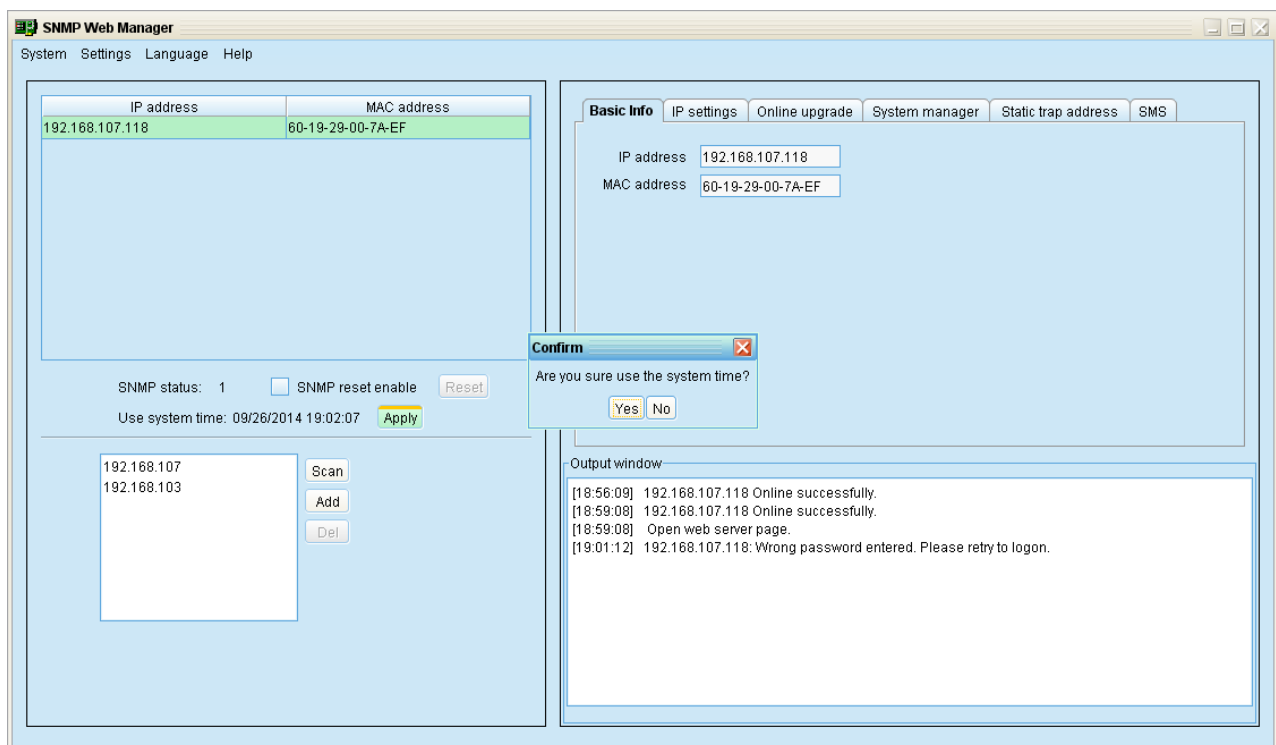 SNMP Web Manager
System Settings Language Help
IP address MAC address
192.168.107.118 60-19-29-00-7A-EF
SNMP status: 1 SNMP reset enable Reset
Use system time: 09/26/2014 19:02:07 Apply
192.168.107
192.168.103
Scan
Add
Del
Basic Info IP settings Online upgrade System manager Static trap address SMS
IP address 192.168.107.118
MAC address 60-19-29-00-7A-EF
Confirm
Are you sure use the system time?
Yes No
Output window
[18:56:09] 192.168.107.118 Online successfully.
[18:59:08] 192.168.107.118 Online successfully.
[18:59:08] Open web server page.
[19:01:12] 192.168.107.118: Wrong password entered. Please retry to logon.